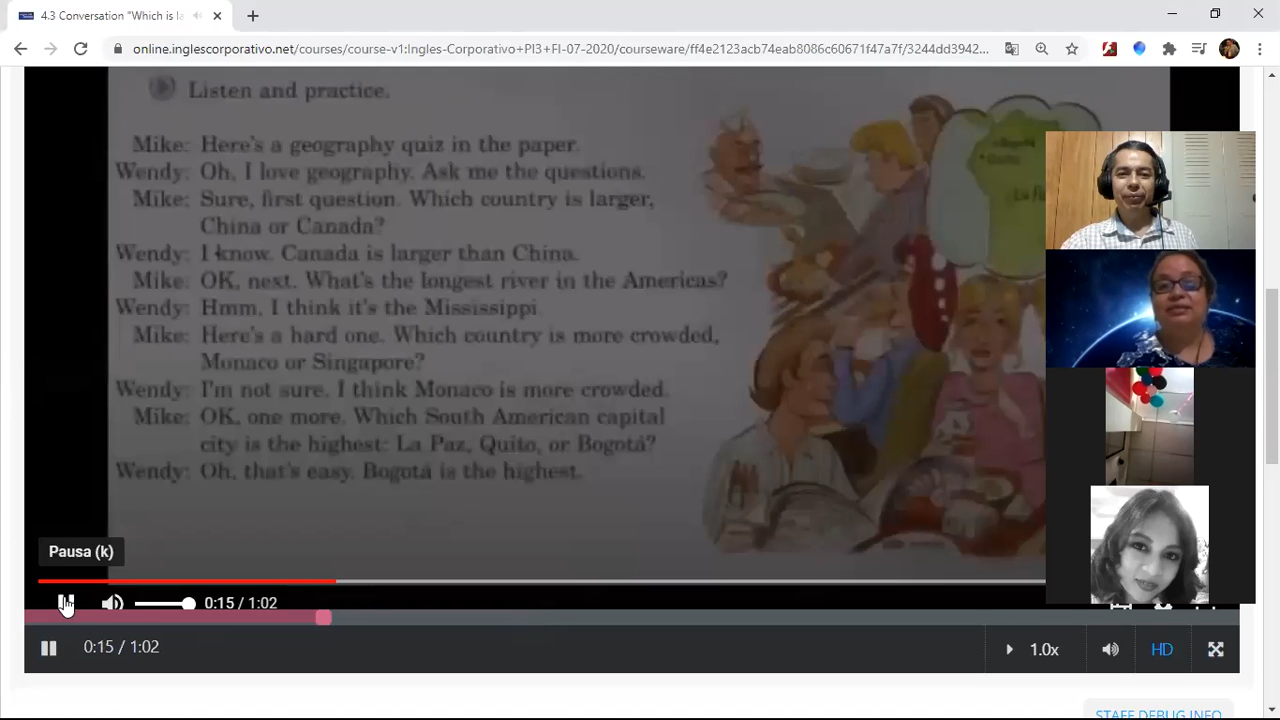 4.3 Conversation "Which is la
online.inglescorporativo.net/courses/course-v1:Ingles-Corporativo+PI3+FI-07-2020/courseware/ff4e2123acb74eab8086c60671f47a7f/3244dd3942...
Listen and practice.
Mike: Here's a geography quiz in the paper.
Wendy: Oh, I love geography. Ask me the questions.
Mike: Sure, first question. Which country is larger,
China or Canada?
Wendy: I know. Canada is larger than China.
Mike: OK, next. What's the longest river in the Americas?
Wendy: Hmm, I think it's the Mississippi.
Mike: Here's a hard one. Which country is more crowded,
Monaco or Singapore?
Wendy: I'm not sure. I think Monaco is more crowded.
Mike: OK, one more. Which South American capital
city is the highest: La Paz, Quito, or Bogotá?
Wendy: Oh, that's easy. Bogotá is the highest.
Pausa (k)
0:15 / 1:02
0:15 / 1:02
1.0x
HD
STAFF DEBUG INFO